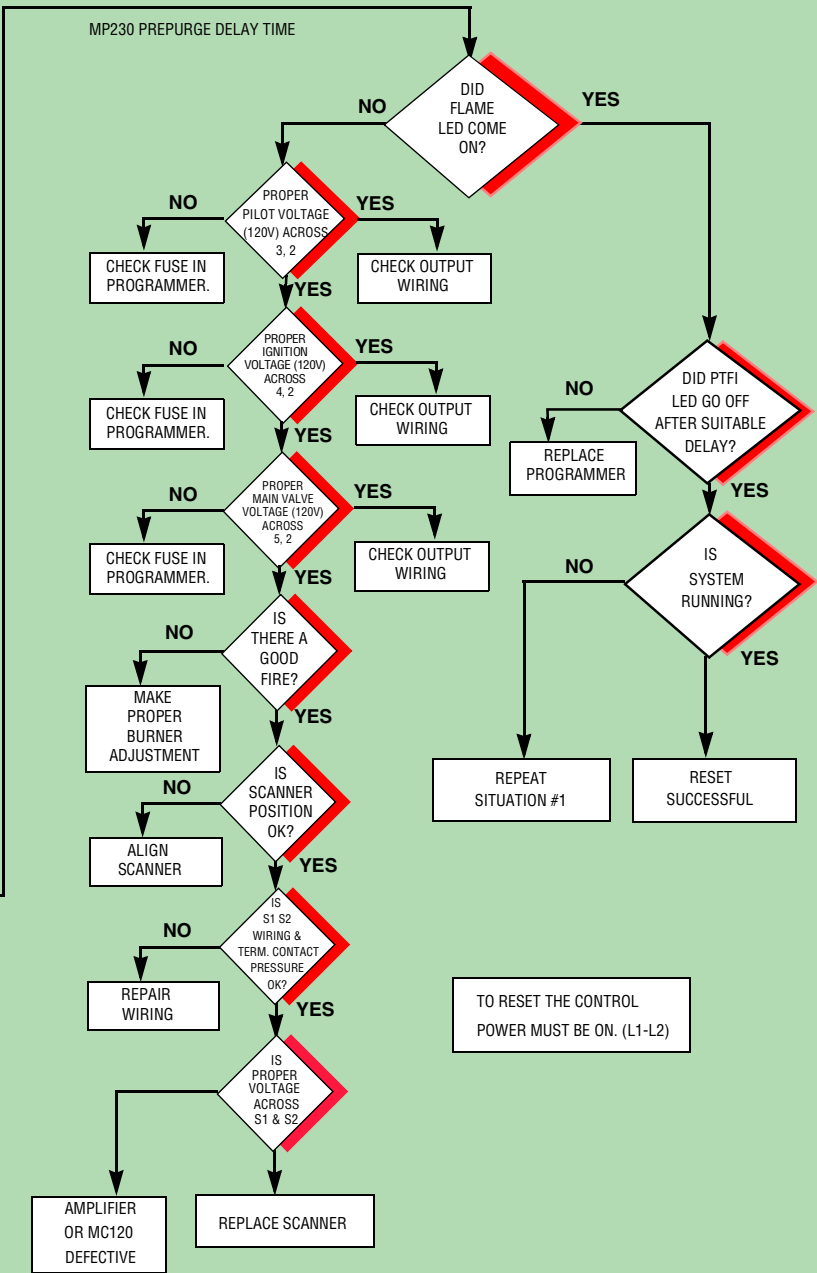 MP230 PREPURGE DELAY TIME
DID
FLAME
LED COME
ON?
NO
YES
PROPER
PILOT VOLTAGE
(120V) ACROSS
3, 2
NO
YES
CHECK FUSE IN
PROGRAMMER.
CHECK OUTPUT
WIRING
YES
PROPER
IGNITION
VOLTAGE (120V)
ACROSS
4, 2
NO
YES
CHECK FUSE IN
PROGRAMMER.
CHECK OUTPUT
WIRING
YES
PROPER
MAIN VALVE
VOLTAGE (120V)
ACROSS
5, 2
NO
YES
CHECK FUSE IN
PROGRAMMER.
CHECK OUTPUT
WIRING
YES
IS
THERE A
GOOD
FIRE?
NO
MAKE
PROPER
BURNER
ADJUSTMENT
YES
IS
SCANNER
POSITION
OK?
NO
ALIGN
SCANNER
YES
IS
S1 S2
WIRING &
TERM. CONTACT
PRESSURE
OK?
NO
REPAIR
WIRING
YES
IS
PROPER
VOLTAGE
ACROSS
S1 & S2
AMPLIFIER
OR MC120
DEFECTIVE
REPLACE SCANNER
DID PTFI
LED GO OFF
AFTER SUITABLE
DELAY?
NO
REPLACE
PROGRAMMER
YES
IS
SYSTEM
RUNNING?
NO
YES
REPEAT
SITUATION #1
RESET
SUCCESSFUL
TO RESET THE CONTROL
POWER MUST BE ON. (L1-L2)